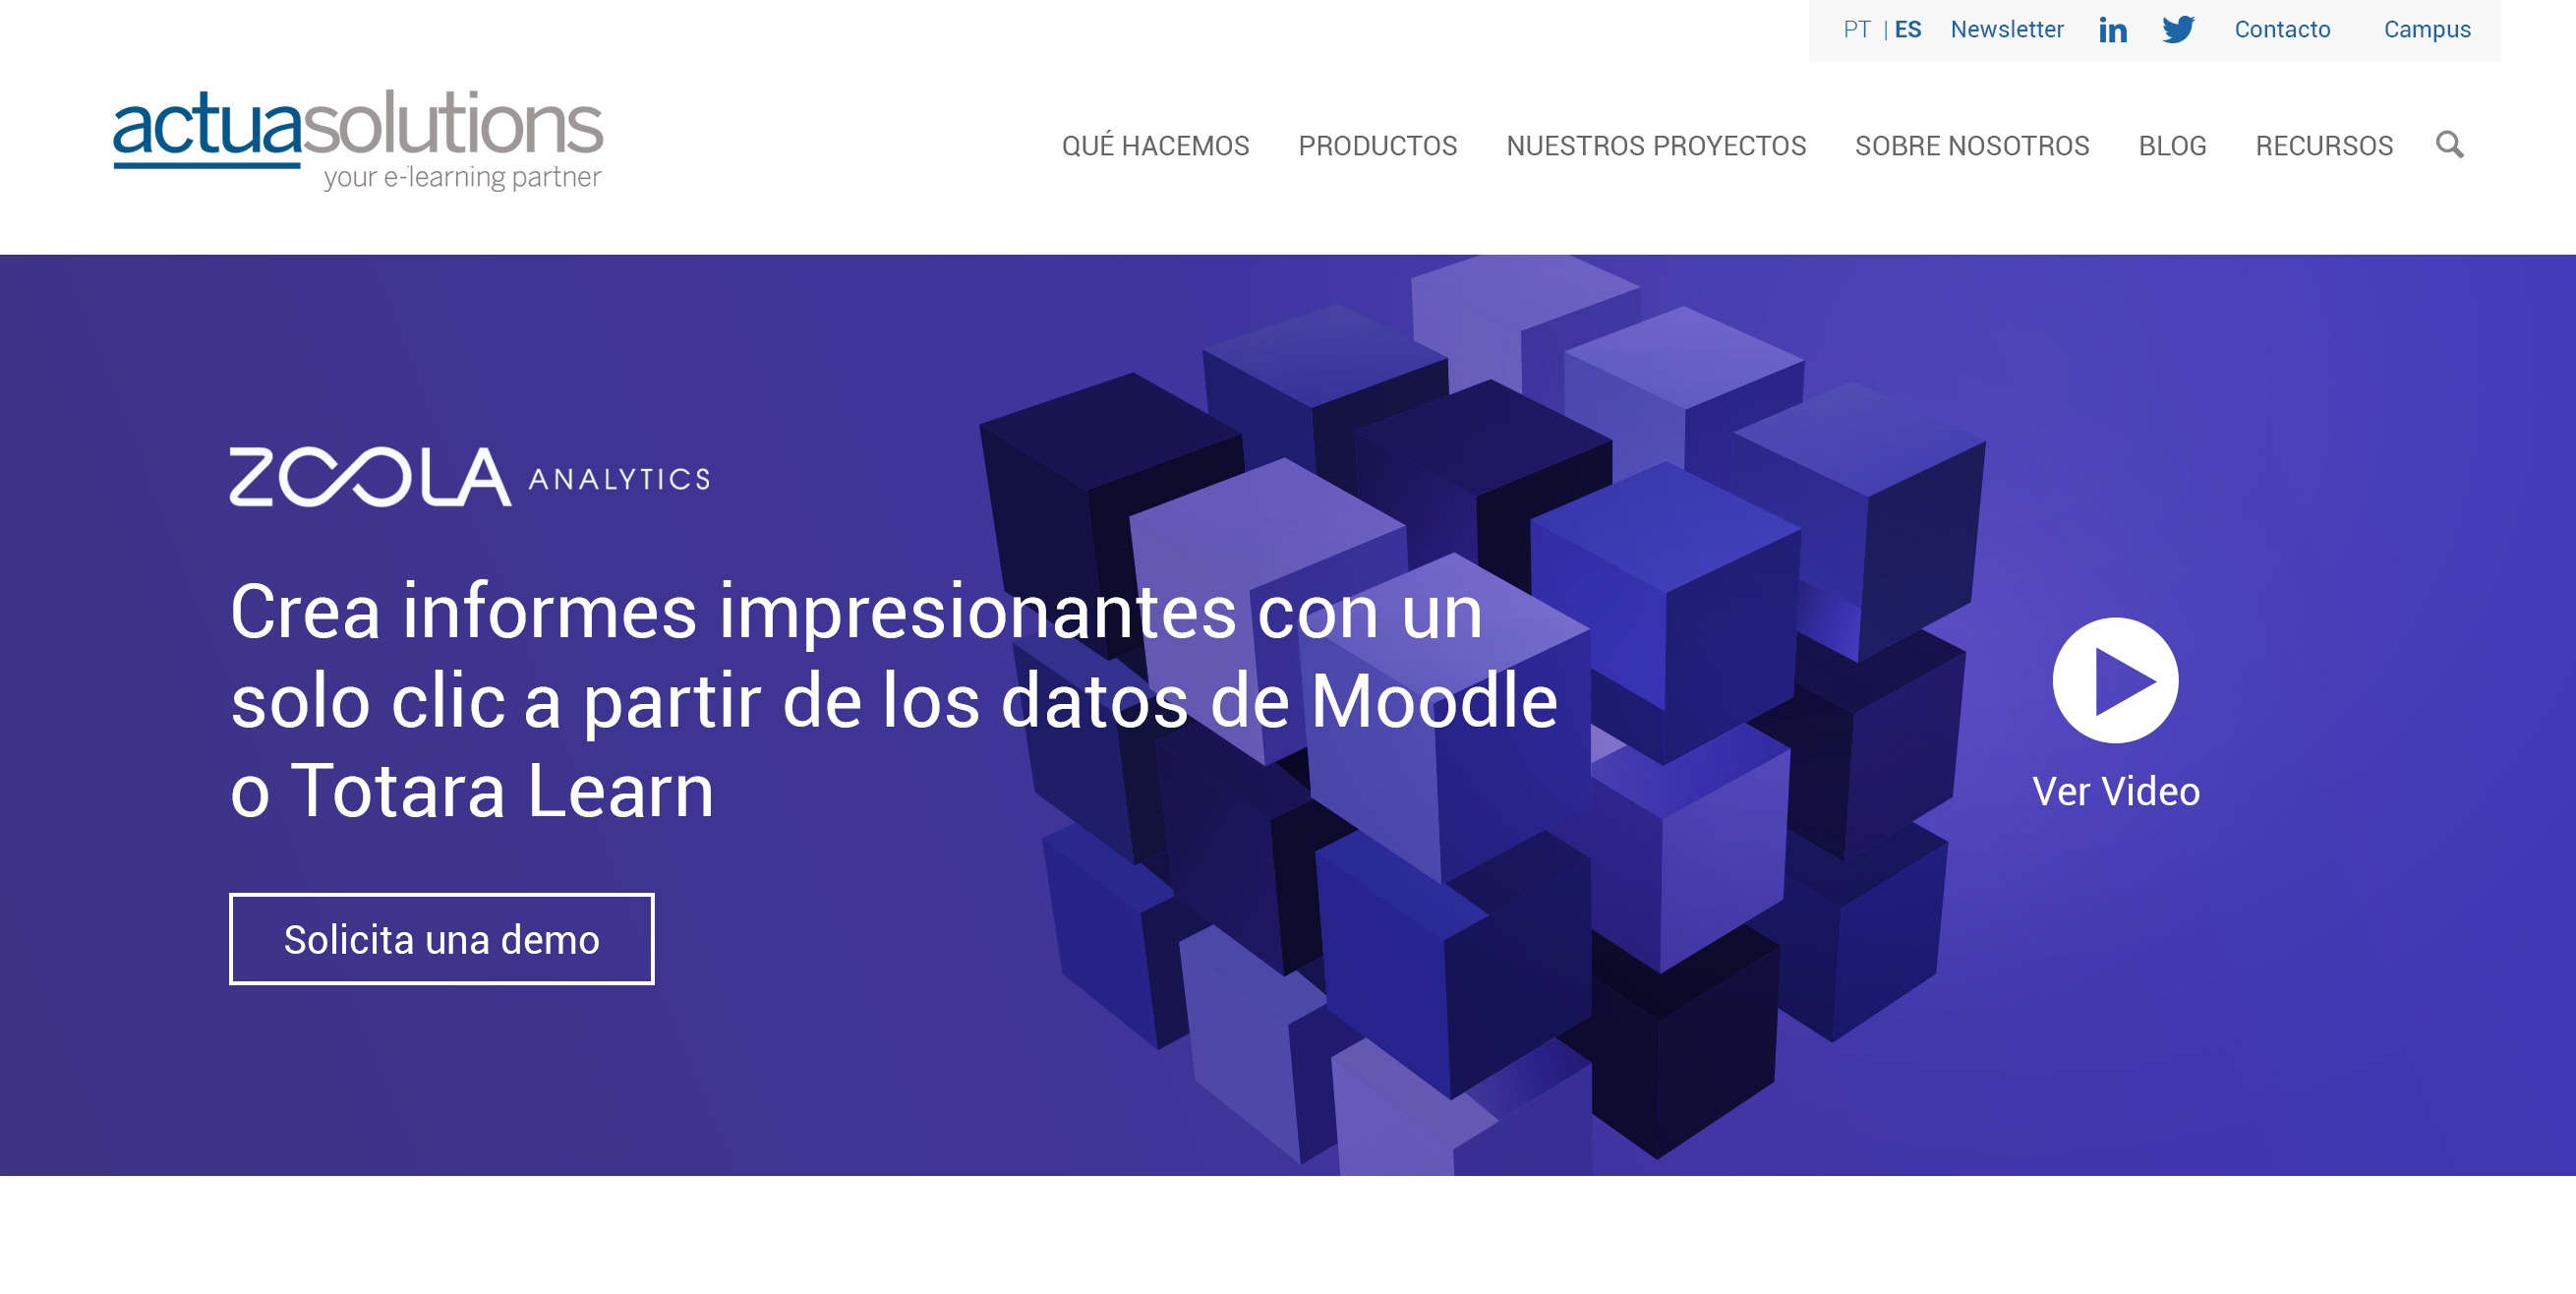 PT | ES Newsletter in Contacto Campus
actuasolutions
your e-learning partner
QUÉ HACEMOS PRODUCTOS NUESTROS PROYECTOS SOBRE NOSOTROS BLOG RECURSOS
ZOOLA ANALYTICS
Crea informes impresionantes con un
solo clic a partir de los datos de Moodle
o Totara Learn
Ver Video
Solicita una demo